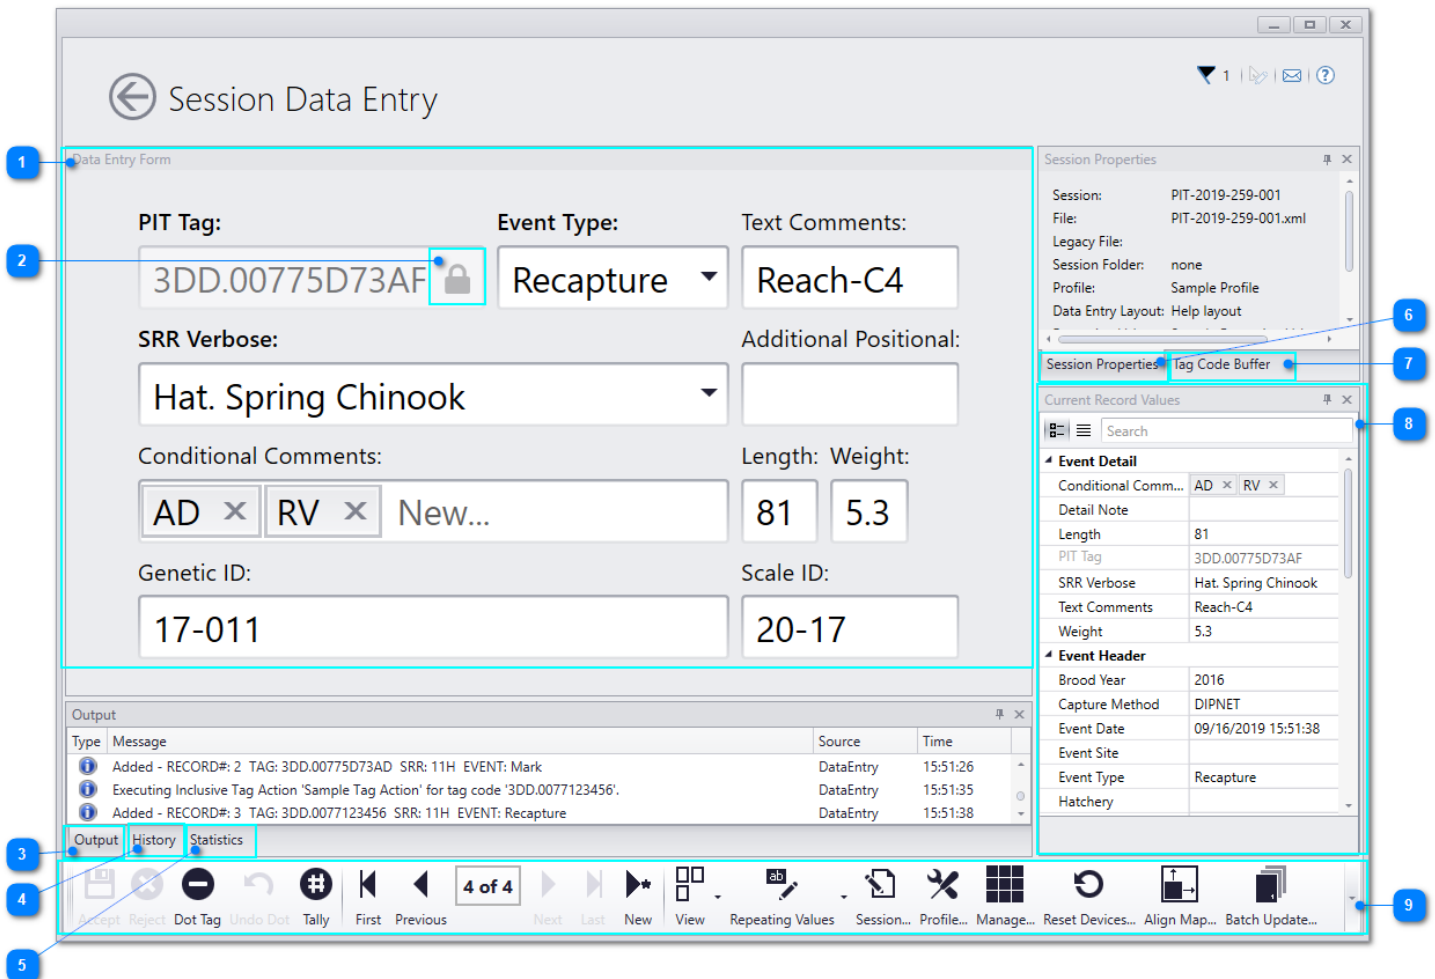 1
Session Data Entry
1
Data Entry Form
PIT Tag:
Event Type:
Text Comments:
2
3DD.00775D73AF
Recapture
Reach-C4
SRR Verbose:
Additional Positional:
Hat. Spring Chinook
Conditional Comments:
Length:
Weight:
AD ×
RV ×
New...
81
5.3
Genetic ID:
Scale ID:
17-011
20-17
Session Properties
Session: PIT-2019-259-001
File: PIT-2019-259-001.xml
Legacy File:
Session Folder: none
Profile: Sample Profile
Data Entry Layout: Help layout
6
Session Properties
Tag Code Buffer
7
Current Record Values
8
Search
Event Detail
Conditional Comm... AD × RV ×
Detail Note
Length 81
PIT Tag 3DD.00775D73AF
SRR Verbose Hat. Spring Chinook
Text Comments Reach-C4
Weight 5.3
Event Header
Brood Year 2016
Capture Method DIPNET
Event Date 09/16/2019 15:51:38
Event Site
Event Type Recapture
Hatchery
Output
Type Message Source Time
Added - RECORD#: 2 TAG: 3DD.00775D73AD SRR: 11H EVENT: Mark DataEntry 15:51:26
Executing Inclusive Tag Action 'Sample Tag Action' for tag code '3DD.0077123456'. DataEntry 15:51:35
Added - RECORD#: 3 TAG: 3DD.0077123456 SRR: 11H EVENT: Recapture DataEntry 15:51:38
3
Output
History
Statistics
4
5
4 of 4
ab
Accept
Reject
Dot Tag
Undo Dot
Tally
First
Previous
Next
Last
New
View
Repeating Values
Session...
Profile...
Manage...
Reset Devices...
Align Map...
Batch Update...
9